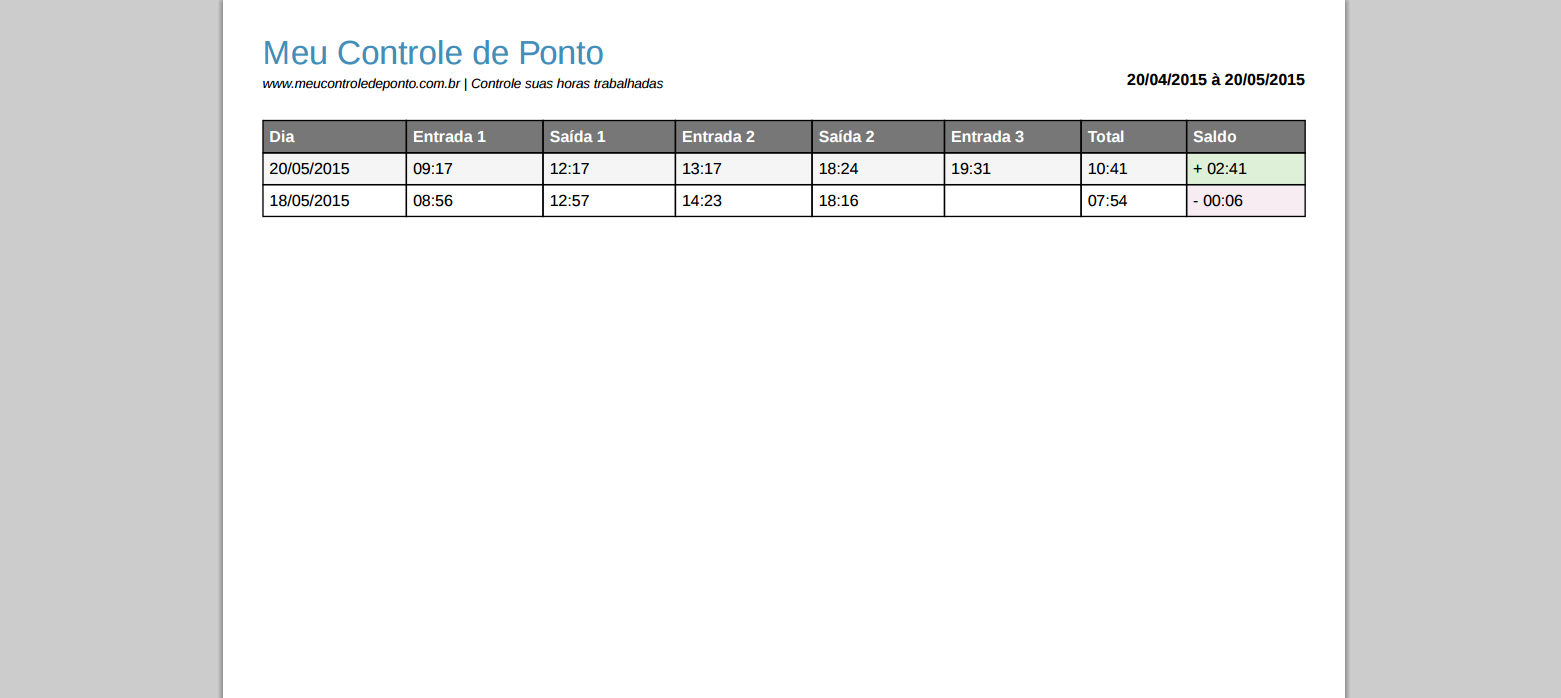 Meu Controle de Ponto
www.meucontroledeponto.com.br | Controle suas horas trabalhadas
20/04/2015 à 20/05/2015
Dia Entrada 1 Saída 1 Entrada 2 Saída 2 Entrada 3 Total Saldo
20/05/2015 09:17 12:17 13:17 18:24 19:31 10:41 + 02:41
18/05/2015 08:56 12:57 14:23 18:16 07:54 - 00:06